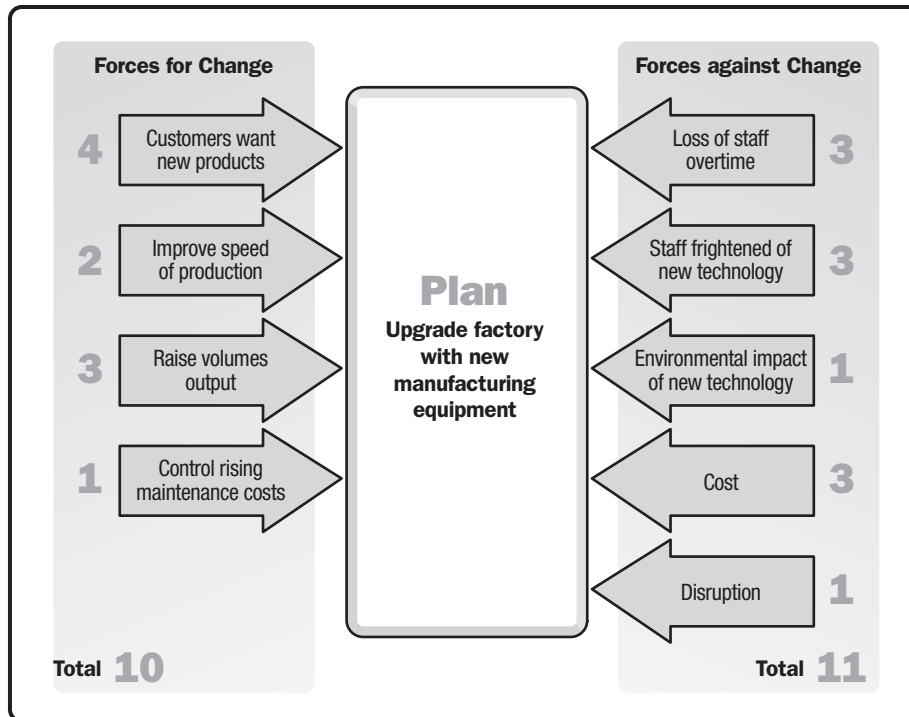 Forces for Change
4
Customers want
new products
2
Improve speed
of production
3
Raise volumes
output
1
Control rising
maintenance costs
Total 10
Plan
Upgrade factory
with new
manufacturing
equipment
Forces against Change
Loss of staff
overtime
3
Staff frightened of
new technology
3
Environmental impact
of new technology
1
Cost
3
Disruption
1
Total 11